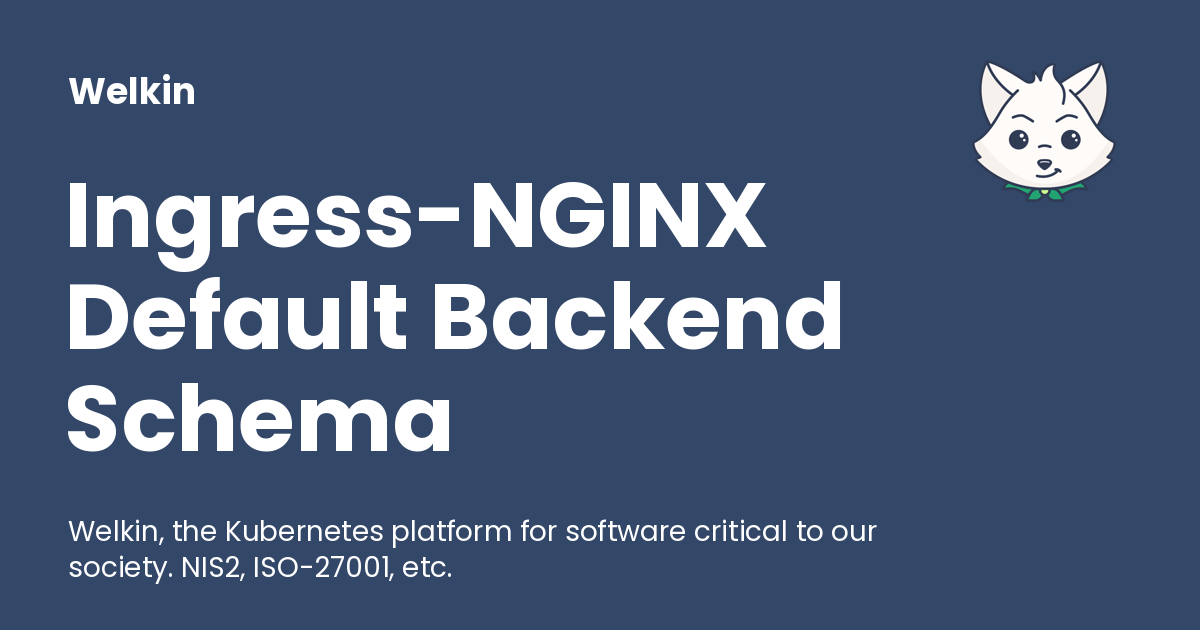 Welkin
Ingress-NGINX
Default Backend
Schema
Welkin, the Kubernetes platform for software critical to our
society. NIS2, ISO-27001, etc.